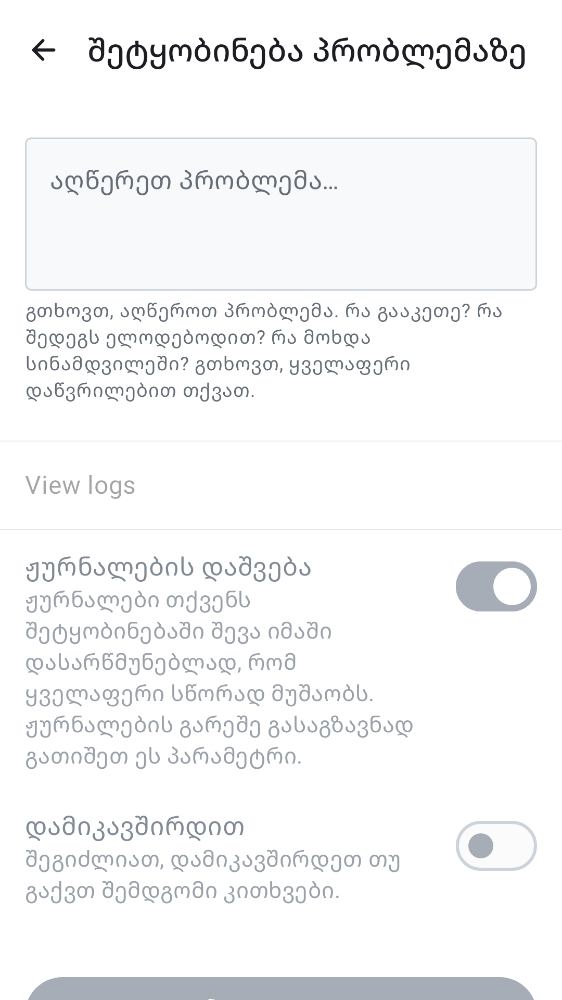 შეტყობინება პრობლემაზე
აღწერეთ პრობლემა…
გთხოვთ, აღწეროთ პრობლემა. რა გააკეთე? რა
შედეგს ელოდებოდით? რა მოხდა
სინამდვილეში? გთხოვთ, ყველაფერი
დაწვრილებით თქვათ.
View logs
ჟურნალების დაშვება
ჟურნალები თქვენს
შეტყობინებაში შევა იმაში
დასარწმუნებლად, რომ
ყველაფერი სწორად მუშაობს.
ჟურნალების გარეშე გასაგზავნად
გათიშეთ ეს პარამეტრი.
დამიკავშირდით
შეგიძლიათ, დამიკავშირდეთ თუ
გაქვთ შემდგომი კითხვები.